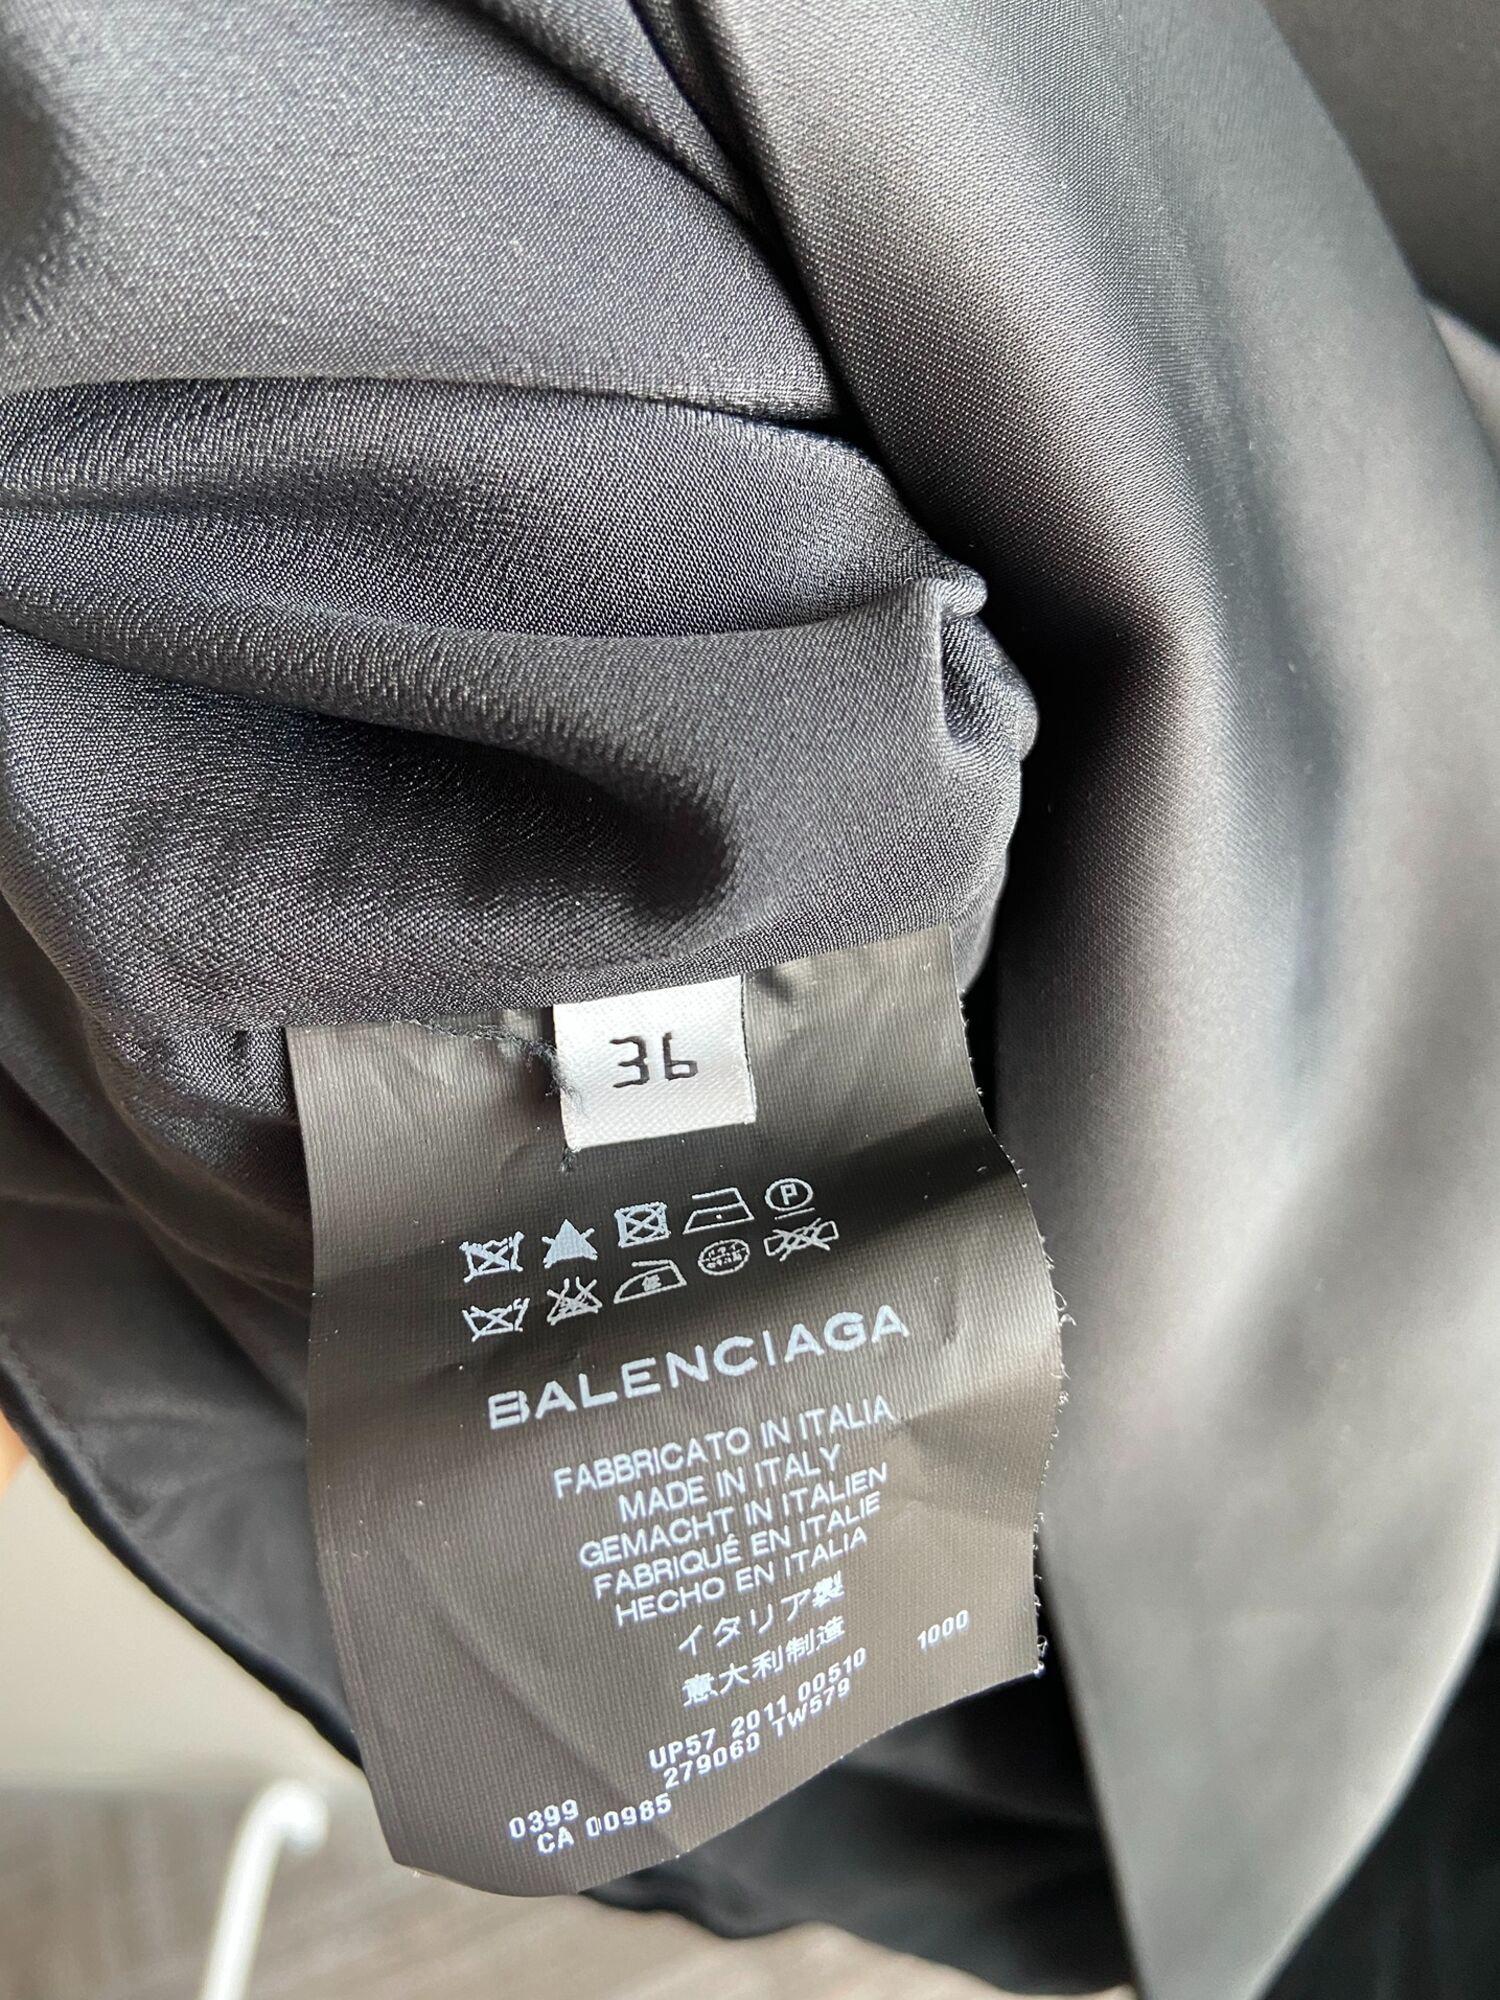 36
P
BALENCIAGA
FABBRICATO IN ITALIA
MADE IN ITALY
GEMACHT IN ITALIEN
FABRIQUÉ EN ITALIE
HECHO EN ITALIA
イタリア製
意大利制造
UP57 2011 00510 1000
279060 TW579
0399
CA 00985